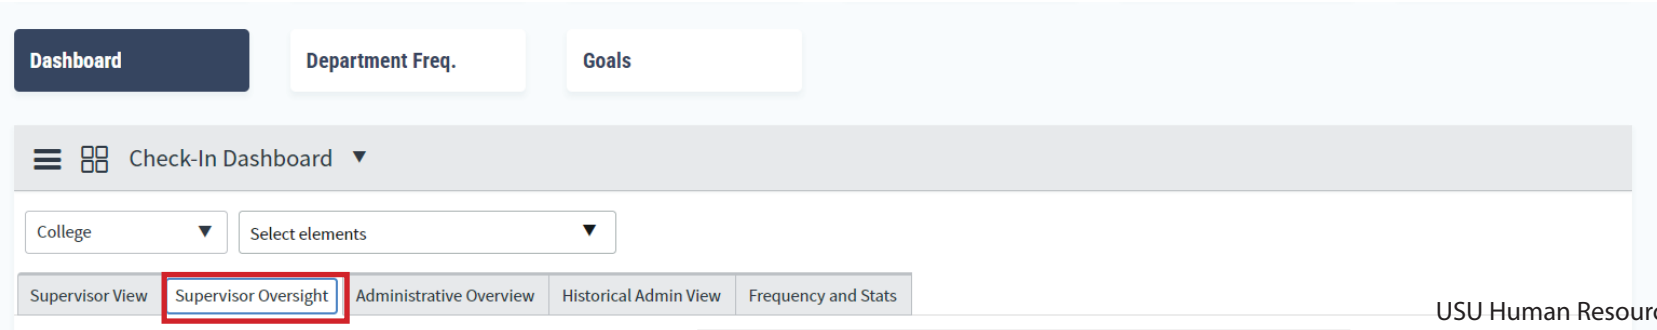 Dashboard
Department Freq.
Goals
Check-In Dashboard
College
Select elements
Supervisor View
Supervisor Oversight
Administrative Overview
Historical Admin View
Frequency and Stats
USU Human